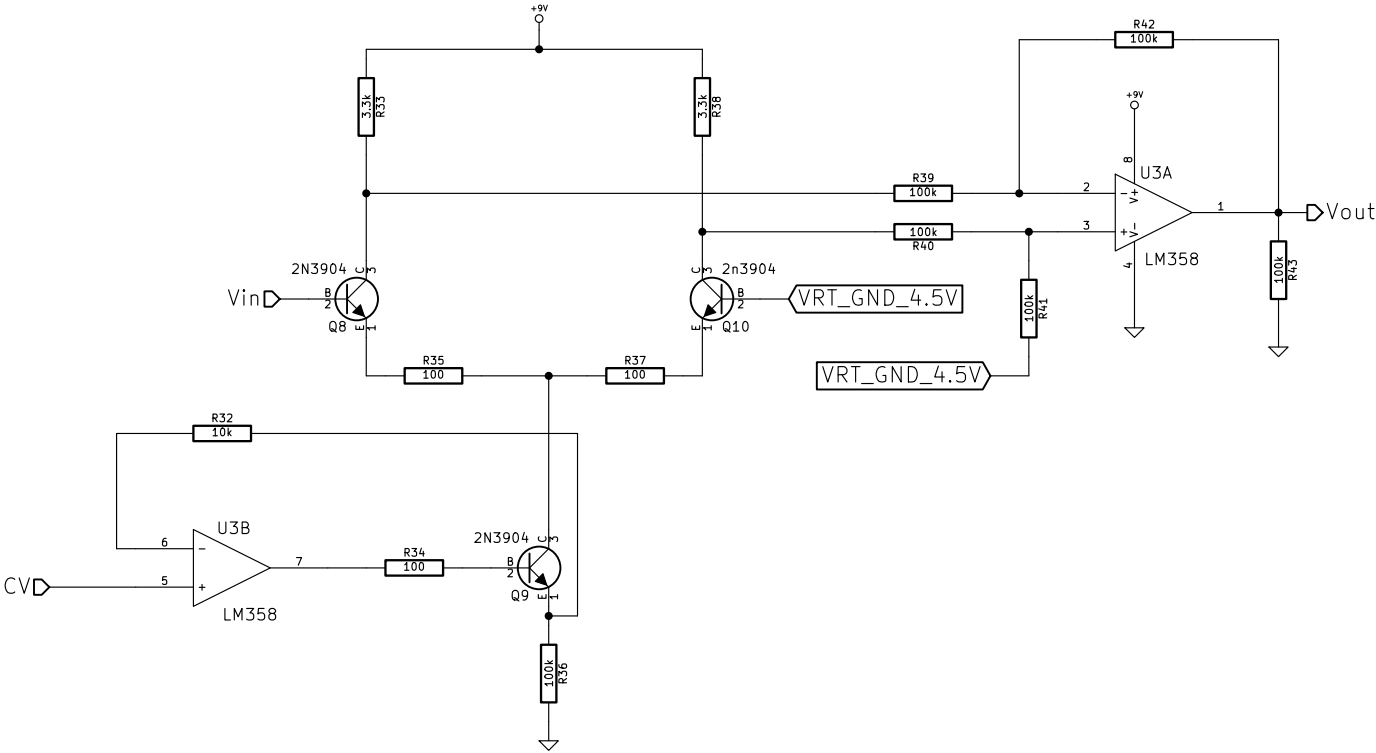 +9V
R42
100k
3.3k
R33
3.3k
R38
+9V
8
U3A
R39
100k
2
-
V+
1
Vout
R40
100k
3
+
V-
4
LM358
100k
R43
2N3904
C
3
Vin
B
2
Q8
E
1
2n3904
C
3
B
2
Q10
E
1
VRT_GND_4.5V
100k
R41
VRT_GND_4.5V
R35
100
R37
100
R32
10k
U3B
6
-
CV
5
+
7
LM358
R34
100
2N3904
C
3
B
2
Q9
E
1
100k
R36